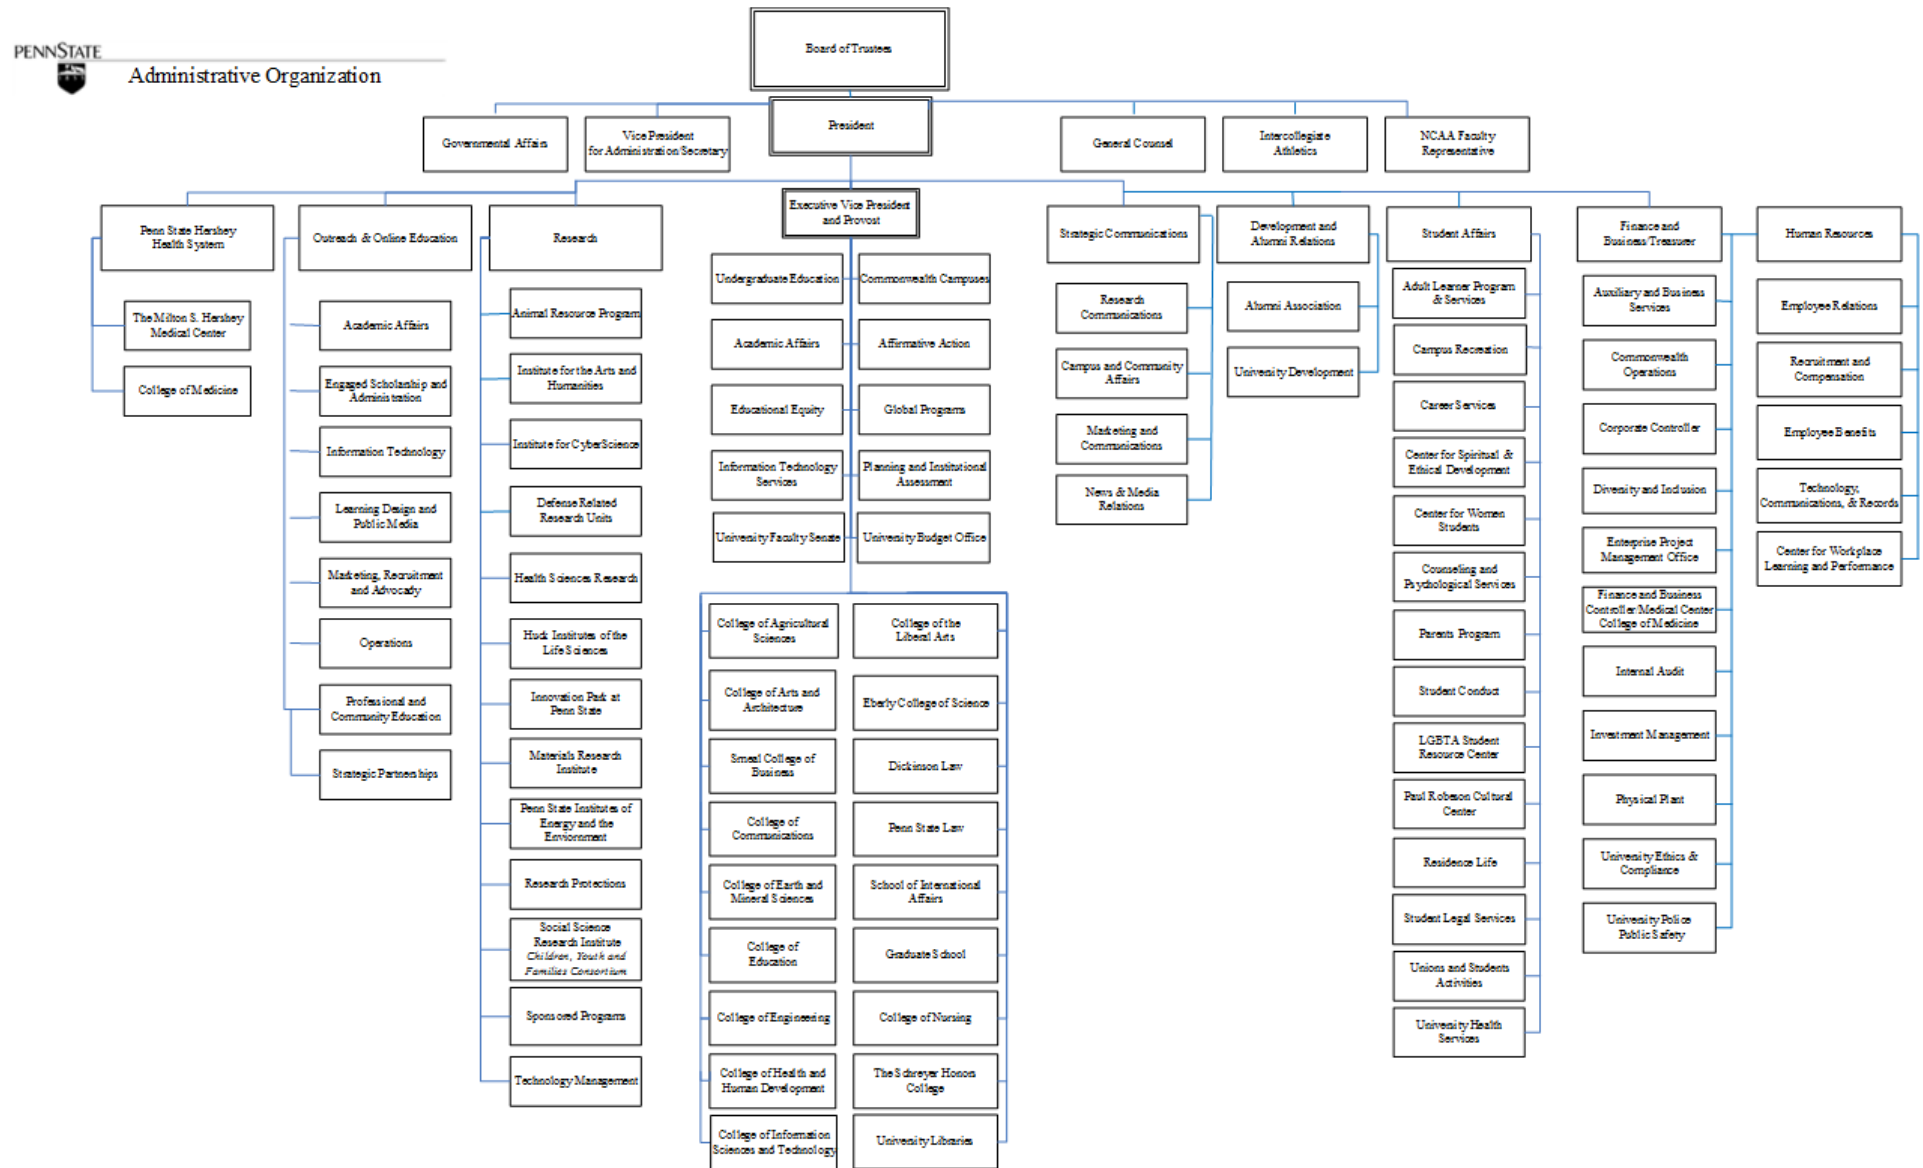 PENNSTATE
Administrative Organization
Board of Trustees
President
Governmental Affairs
Vice President
for Administration/Secretary
General Counsel
Intercollegiate
Athletics
NCAA Faculty
Representative
Penn State Hershey
Health System
The Milton S. Hershey
Medical Center
College of Medicine
Outreach & Online Education
Academic Affairs
Engaged Scholarship and
Administration
Information Technology
Learning Design and
Public Media
Marketing, Recruitment
and Advocacy
Operations
Professional and
Community Education
Strategic Partnerships
Research
Animal Resource Program
Institute for the Arts and
Humanities
Institute for CyberScience
Defense Related
Research Units
Health Sciences Research
Huck Institutes of the
Life Sciences
Innovation Park at
Penn State
Materials Research
Institute
Penn State Institutes of
Energy and the
Enviornment
Research Protections
Social Science
Research Institute
Children, Youth and
Families Consortium
Sponsored Programs
Technology Management
Executive Vice President
and Provost
Undergraduate Education
Commonwealth Campuses
Academic Affairs
Affirmative Action
Educational Equity
Global Programs
Information Technology
Services
Planning and Institutional
Assessment
University Faculty Senate
University Budget Office
College of Agricultural
Sciences
College of the
Liberal Arts
College of Arts and
Architecture
Eberly College of Science
Smeal College of
Business
Dickinson Law
College of
Communications
Penn State Law
College of Earth and
Mineral Sciences
School of International
Affairs
College of
Education
Graduate School
College of Engineering
College of Nursing
College of Health and
Human Development
The Schreyer Honors
College
College of Information
Sciences and Technology
University Libraries
Strategic Communications
Research
Communications
Campus and Community
Affairs
Marketing and
Communications
News & Media
Relations
Development and
Alumni Relations
Alumni Association
University Development
Student Affairs
Adult Learner Program
& Services
Campus Recreation
Career Services
Center for Spiritual &
Ethical Development
Center for Women
Students
Counseling and
Psychological Services
Parents Program
Student Conduct
LGBTA Student
Resource Center
Paul Robeson Cultural
Center
Residence Life
Student Legal Services
Unions and Students
Activities
University Health
Services
Finance and
Business/Treasurer
Auxiliary and Business
Services
Commonwealth
Operations
Corporate Controller
Diversity and Inclusion
Enterprise Project
Management Office
Finance and Business
Controller/Medical Center
College of Medicine
Internal Audit
Investment Management
Physical Plant
University Ethics &
Compliance
University Police
Public Safety
Human Resources
Employee Relations
Recruitment and
Compensation
Employee Benefits
Technology,
Communications, & Records
Center for Workplace
Learning and Performance